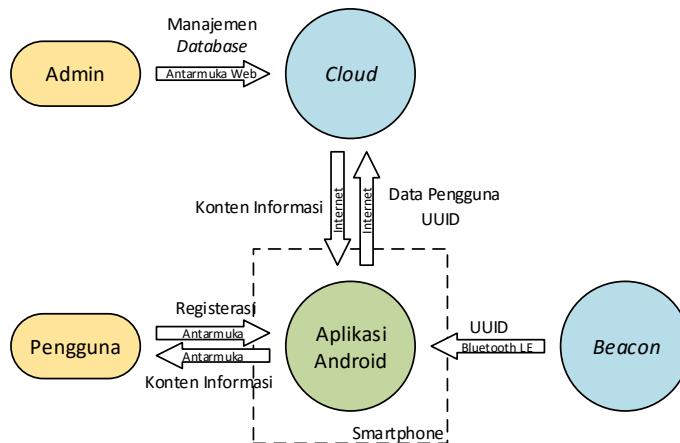 Manajemen
Database
Admin
Antarmuka Web
Cloud
Konten Informasi
Internet
Internet
Data Pengguna
UUID
Registerasi
Antarmuka
Pengguna
Antarmuka
Konten Informasi
Aplikasi
Android
UUID
Bluetooth LE
Beacon
Smartphone